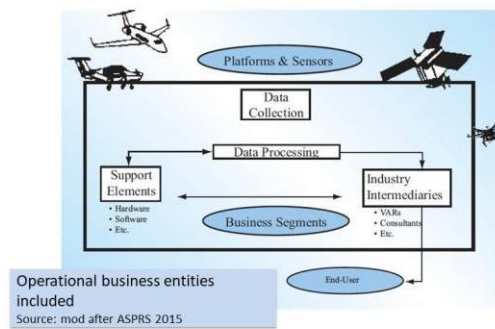 Platforms & Sensors
Data
Collection
Data Processing
Support
Elements
• Hardware
• Software
• Etc.
Industry
Intermediaries
• VARs
• Consultants
• Etc.
Business Segments
End-User
Operational business entities
included
Source: mod after ASPRS 2015